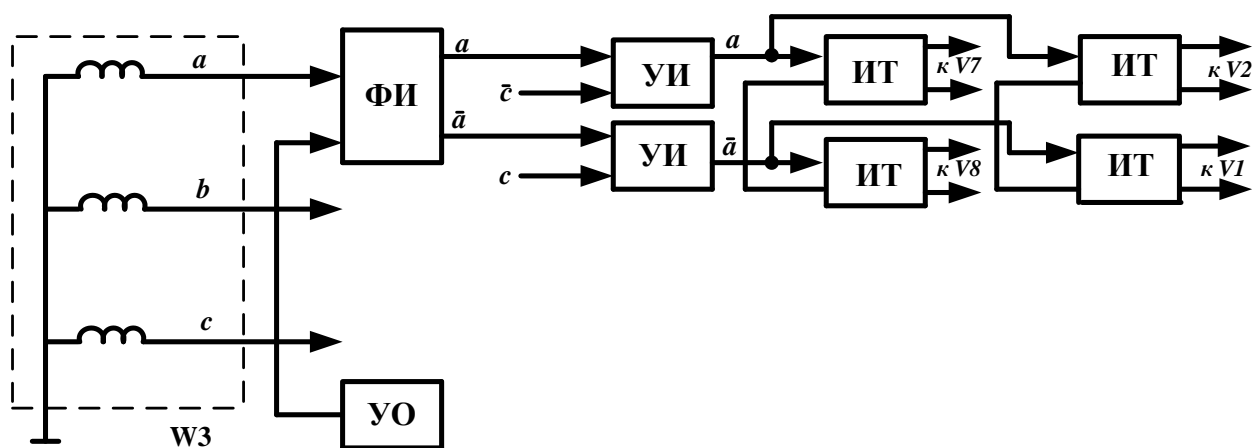 a
b
c
W3
ФИ
УО
a
c̄
ā
c
УИ
УИ
a
ā
ИТ
к V7
ИТ
к V8
ИТ
к V2
ИТ
к V1